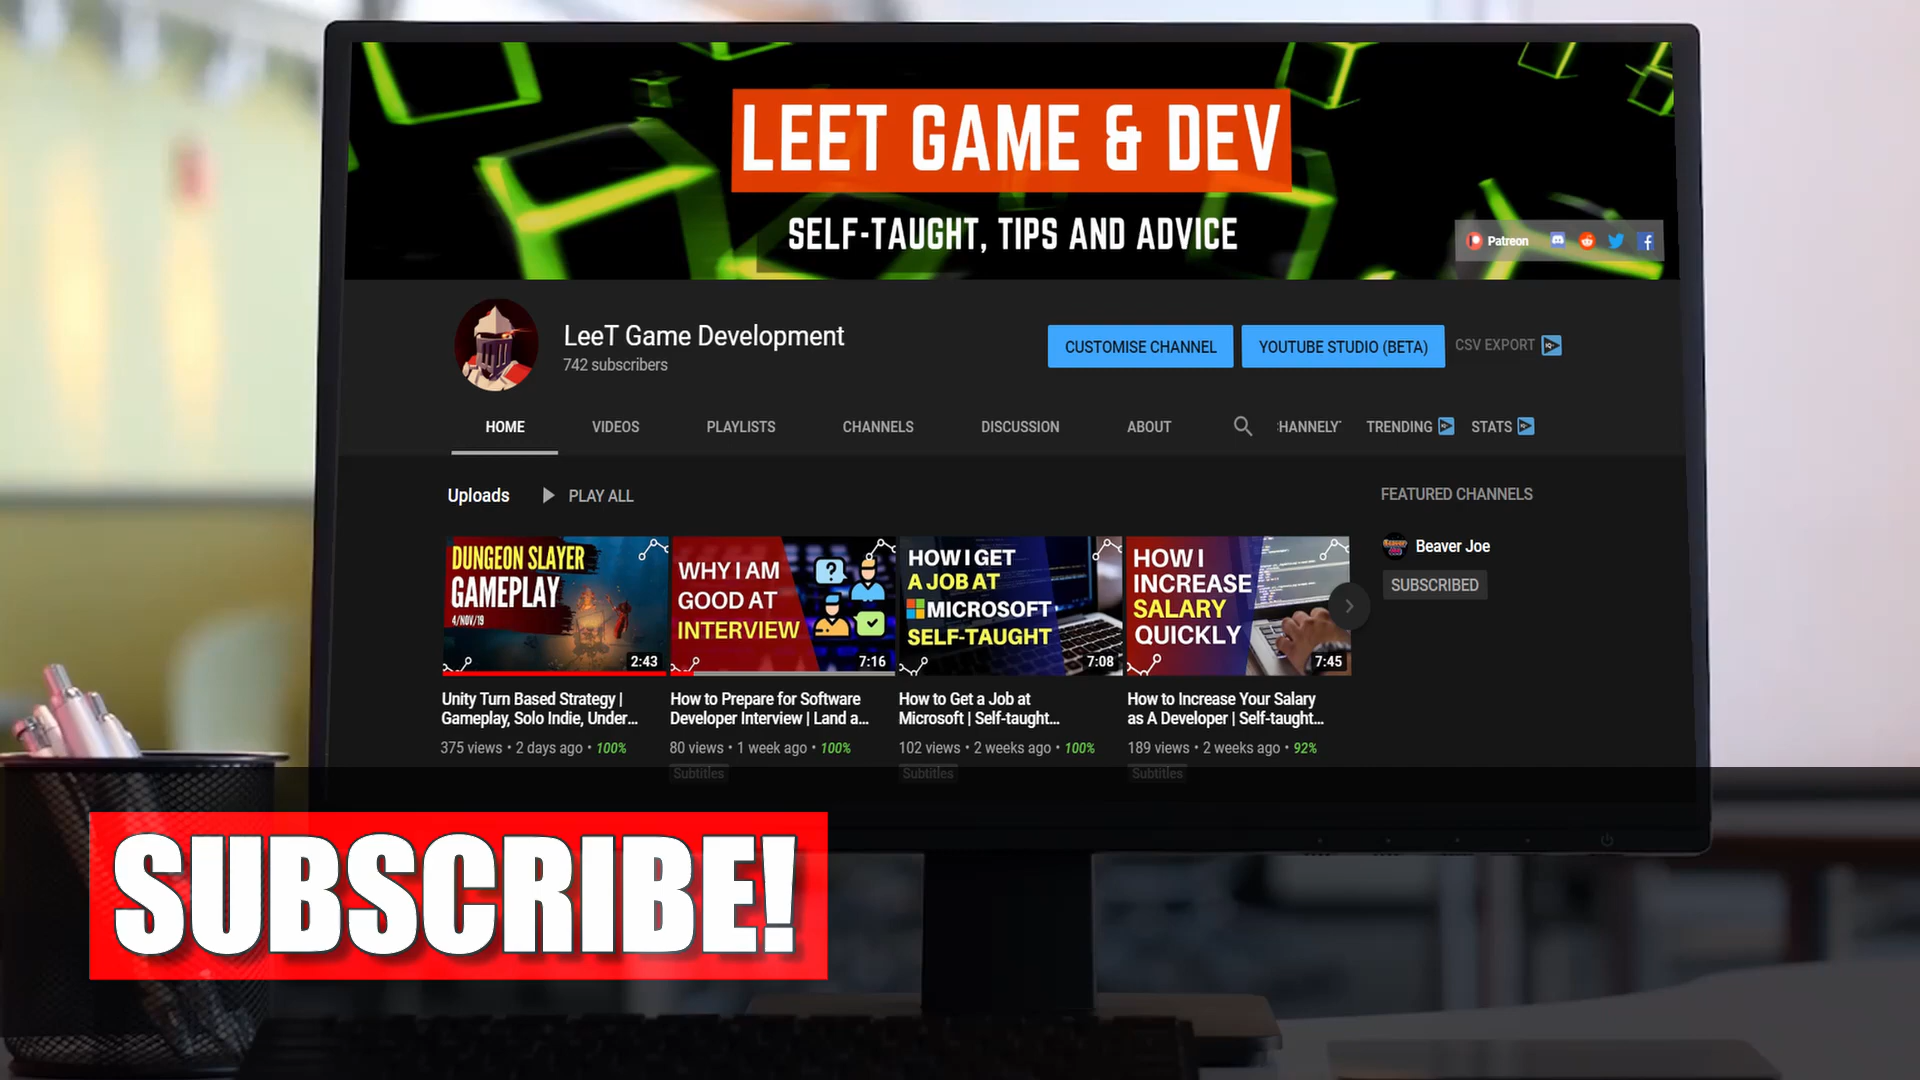 LEET GAME & DEV
SELF-TAUGHT, TIPS AND ADVICE
Patreon
LeeT Game Development
742 subscribers
CUSTOMISE CHANNEL
YOUTUBE STUDIO (BETA)
CSV EXPORT
HOME
VIDEOS
PLAYLISTS
CHANNELS
DISCUSSION
ABOUT
HANNELY
TRENDING
STATS
Uploads
PLAY ALL
FEATURED CHANNELS
Beaver Joe
SUBSCRIBED
DUNGEON SLAYER
GAMEPLAY
4/NOV/19
2:43
WHY I AM
GOOD AT
INTERVIEW
7:16
HOW I GET
A JOB AT
MICROSOFT
SELF-TAUGHT
7:08
HOW I
INCREASE
SALARY
QUICKLY
7:45
Unity Turn Based Strategy |
Gameplay, Solo Indie, Under...
375 views • 2 days ago • 100%
How to Prepare for Software
Developer Interview | Land a...
80 views • 1 week ago • 100%
Subtitles
How to Get a Job at
Microsoft | Self-taught...
102 views • 2 weeks ago • 100%
Subtitles
How to Increase Your Salary
as A Developer | Self-taught...
189 views • 2 weeks ago • 92%
Subtitles
SUBSCRIBE!